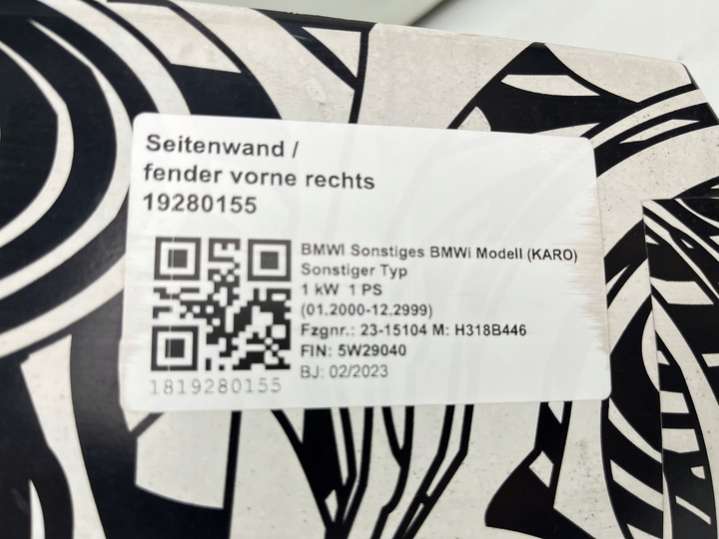 Seitenwand /
fender vorne rechts
19280155
BMWI Sonstiges BMWi Modell (KARO)
Sonstiger Typ
1 kW 1 PS
(01.2000-12.2999)
Fzgnr.: 23-15104 M: H318B446
FIN: 5W29040
BJ: 02/2023
1819280155